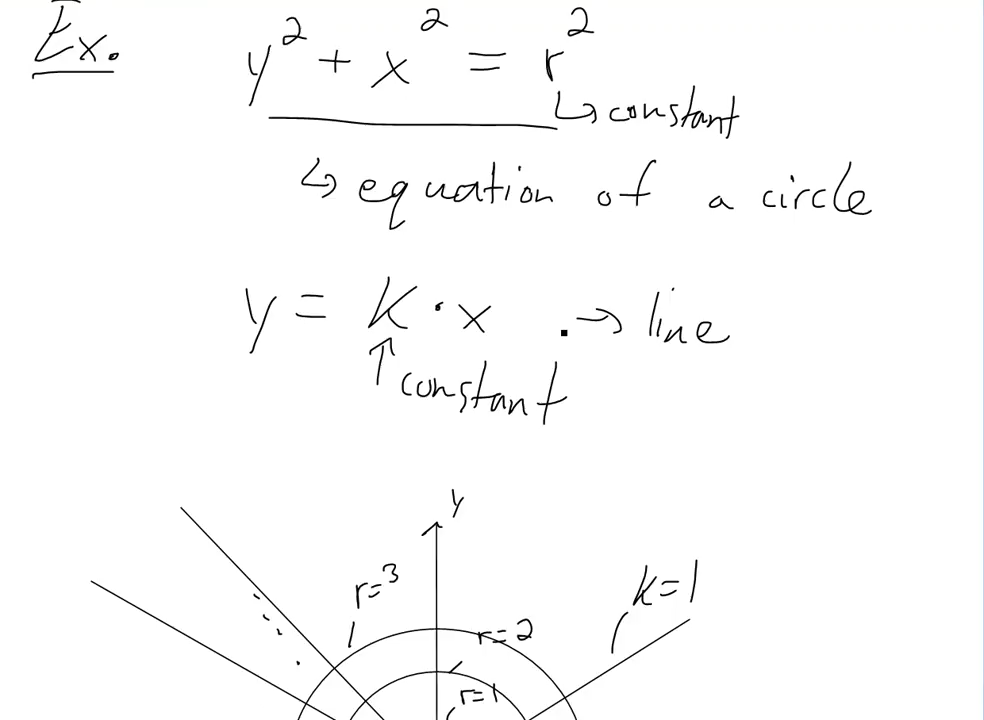 Ex. y² + x² = r²
↳ constant
↳ equation of a circle
y = k · x . → line
↑ constant
y
r=3
k=1
r=2
r=1